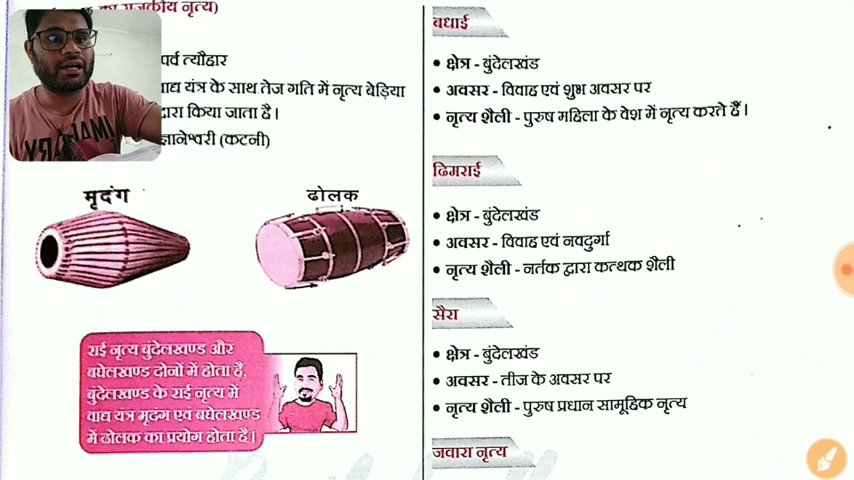 का राजकीय नृत्य)
पर्व त्यौहार
वाद्य यंत्र के साथ तेज गति में नृत्य बेड़िया
द्वारा किया जाता है।
ज्ञानेश्वरी (कटनी)
मृदंग
ढोलक
राई नृत्य बुंदेलखण्ड और
बघेलखण्ड दोनों में होता है,
बुंदेलखण्ड के राई नृत्य में
वाद्य यंत्र मृदंग एवं बघेलखण्ड
में ढोलक का प्रयोग होता है।
बधाई
• क्षेत्र - बुंदेलखंड
• अवसर - विवाह एवं शुभ अवसर पर
• नृत्य शैली - पुरुष महिला के वेश में नृत्य करते हैं।
ढिमराई
• क्षेत्र - बुंदेलखंड
• अवसर - विवाह एवं नवदुर्गा
• नृत्य शैली - नर्तक द्वारा कत्थक शैली
सैरा
• क्षेत्र - बुंदेलखंड
• अवसर - तीज के अवसर पर
• नृत्य शैली - पुरुष प्रधान सामूहिक नृत्य
जवारा नृत्य